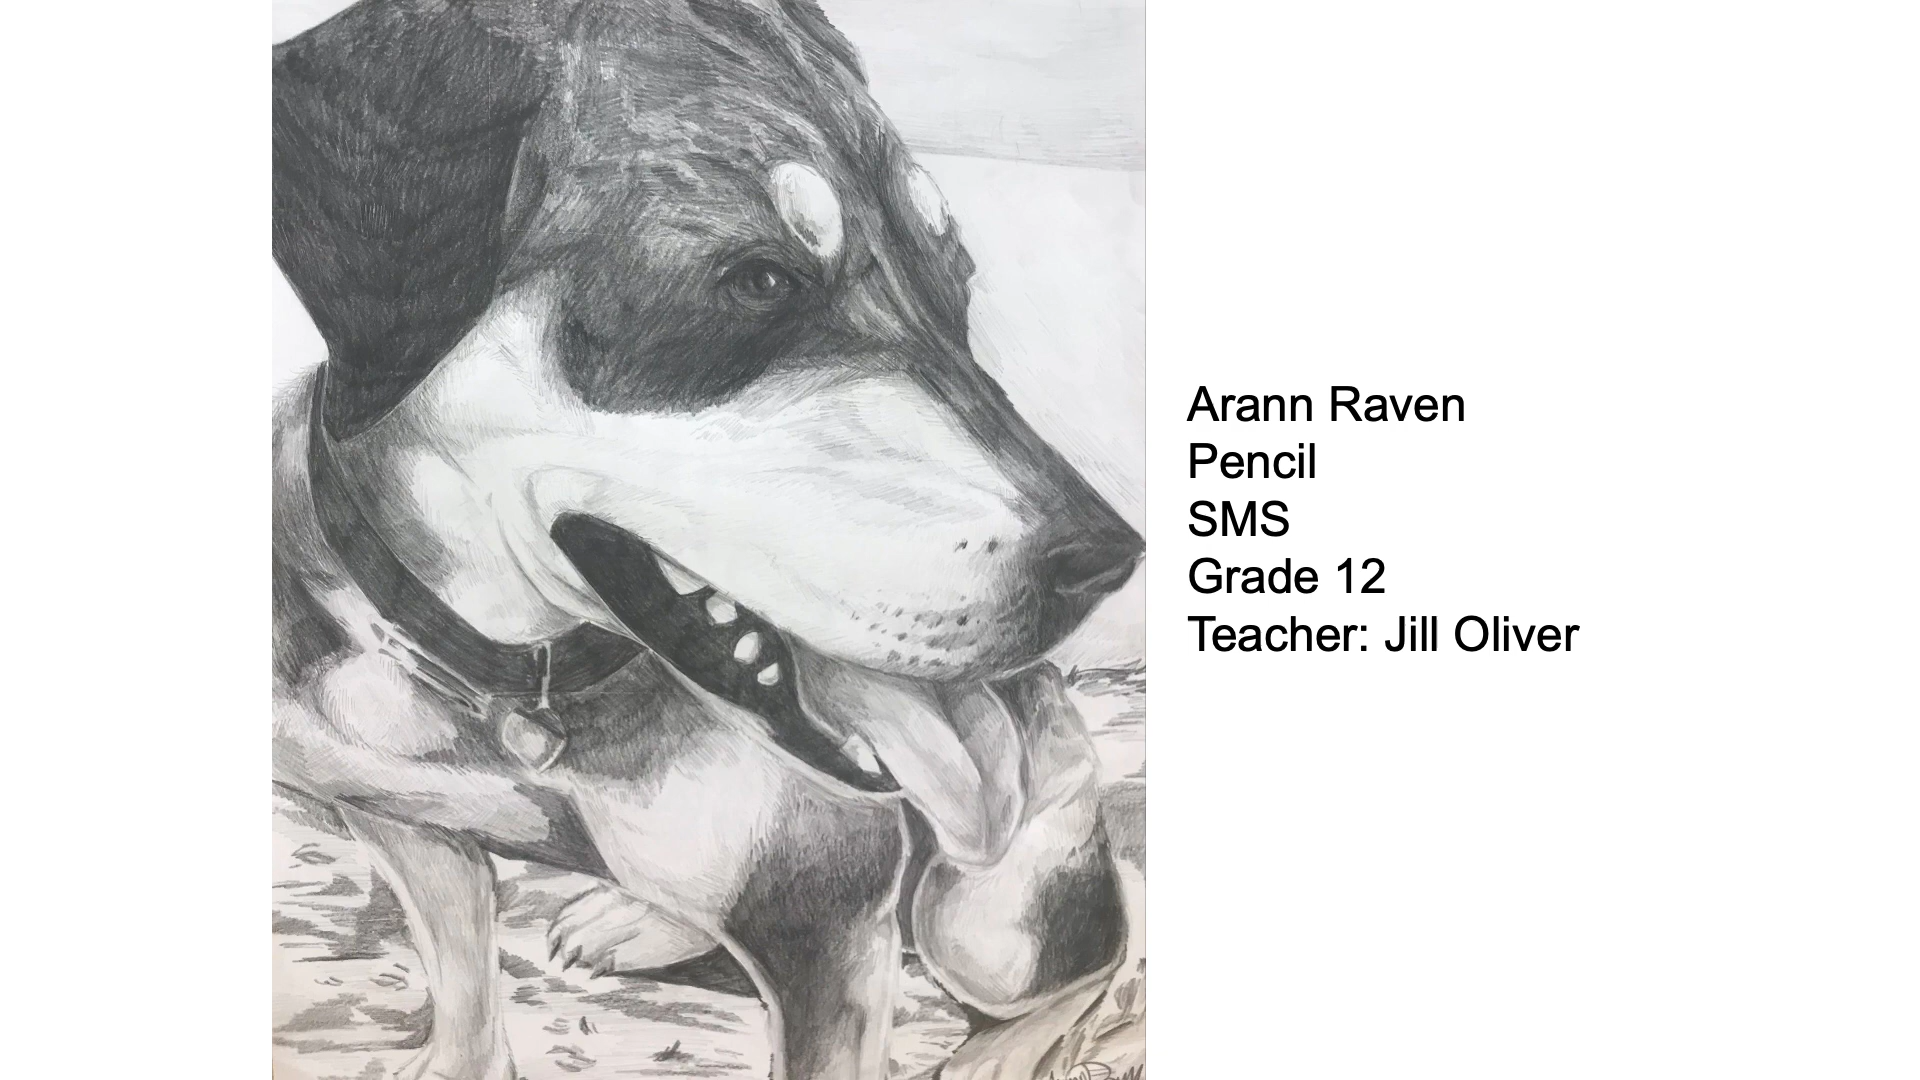 Arann Raven
Pencil
SMS
Grade 12
Teacher: Jill Oliver